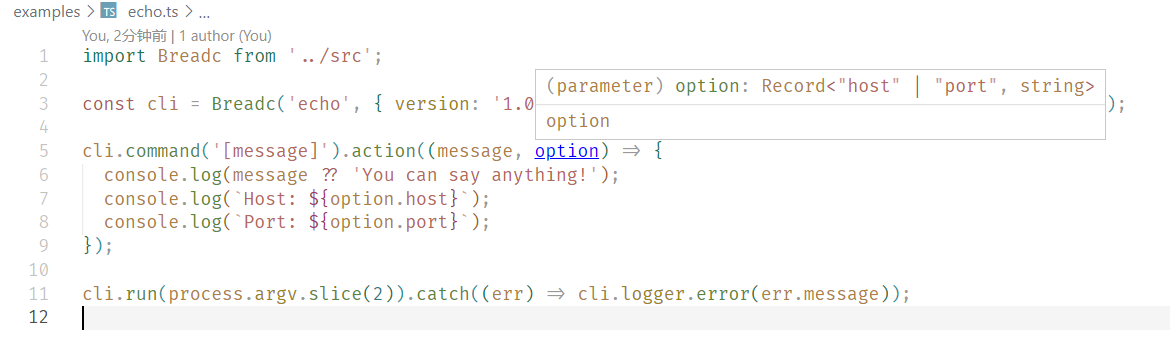 examples > TS echo.ts > ...
You, 2分钟前 | 1 author (You)
1 import Breadc from '../src';
2
3 const cli = Breadc('echo', { version: '1.0 );
(parameter) option: Record<"host" | "port", string>
option
4
5 cli.command('[message]').action((message, option) => {
6 console.log(message ?? 'You can say anything!');
7 console.log(`Host: ${option.host}`);
8 console.log(`Port: ${option.port}`);
9 });
10
11 cli.run(process.argv.slice(2)).catch((err) => cli.logger.error(err.message));
12